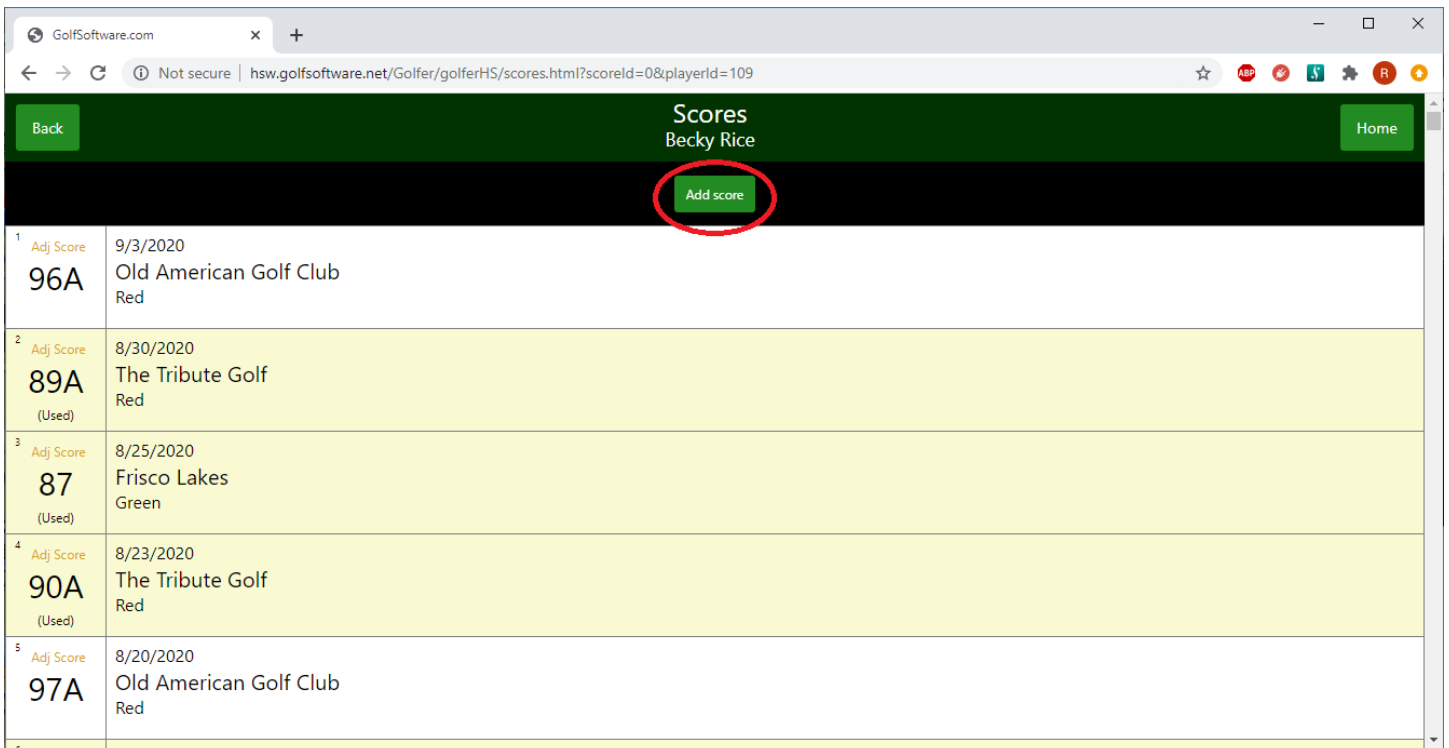 GolfSoftware.com
Not secure | hsw.golfsoftware.net/Golfer/golferHS/scores.html?scoreId=0&playerId=109
ABP
R
Back
Scores
Becky Rice
Home
Add score
1
Adj Score
96A
9/3/2020
Old American Golf Club
Red
2
Adj Score
89A
(Used)
8/30/2020
The Tribute Golf
Red
3
Adj Score
87
(Used)
8/25/2020
Frisco Lakes
Green
4
Adj Score
90A
(Used)
8/23/2020
The Tribute Golf
Red
5
Adj Score
97A
8/20/2020
Old American Golf Club
Red